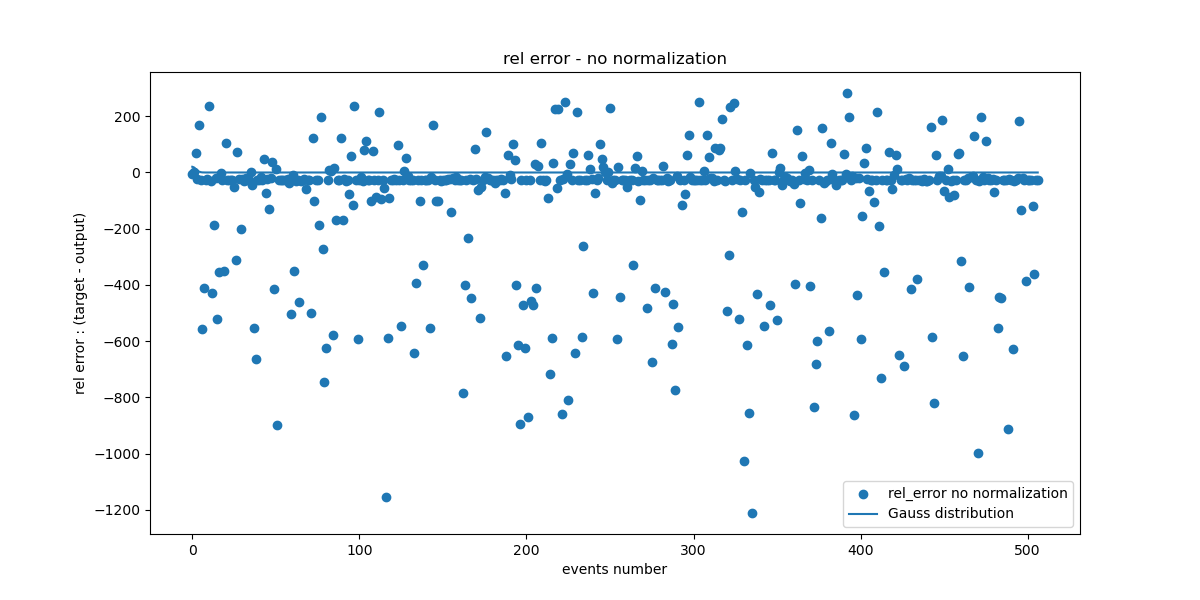 rel error - no normalization
rel error : (target - output)
200
0
−200
−400
−600
−800
−1000
−1200
rel_error no normalization
Gauss distribution
0 100 200 300 400 500
events number